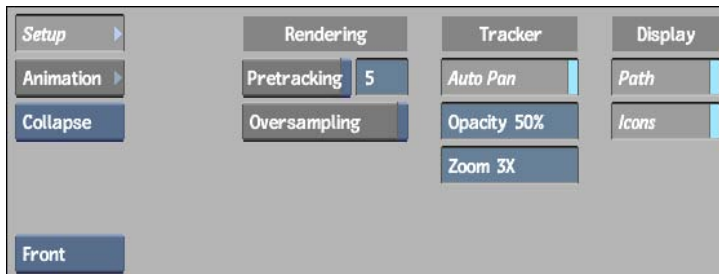 Setup Rendering Tracker Display
Animation Pretracking 5 Auto Pan Path
Collapse Oversampling Opacity 50% Icons
Zoom 3X
Front